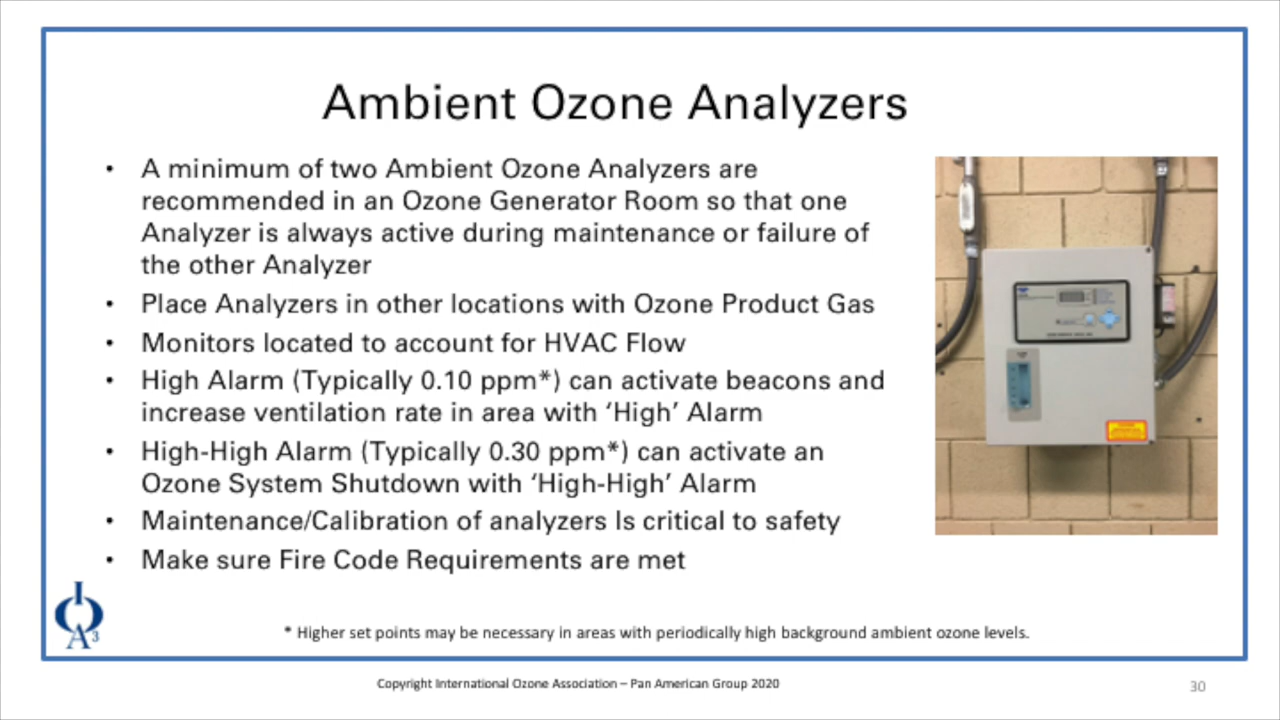 Ambient Ozone Analyzers
• A minimum of two Ambient Ozone Analyzers are
recommended in an Ozone Generator Room so that one
Analyzer is always active during maintenance or failure of
the other Analyzer
• Place Analyzers in other locations with Ozone Product Gas
• Monitors located to account for HVAC Flow
• High Alarm (Typically 0.10 ppm*) can activate beacons and
increase ventilation rate in area with ‘High’ Alarm
• High-High Alarm (Typically 0.30 ppm*) can activate an
Ozone System Shutdown with ‘High-High’ Alarm
• Maintenance/Calibration of analyzers Is critical to safety
• Make sure Fire Code Requirements are met
IOA3
* Higher set points may be necessary in areas with periodically high background ambient ozone levels.
Copyright International Ozone Association – Pan American Group 2020
30